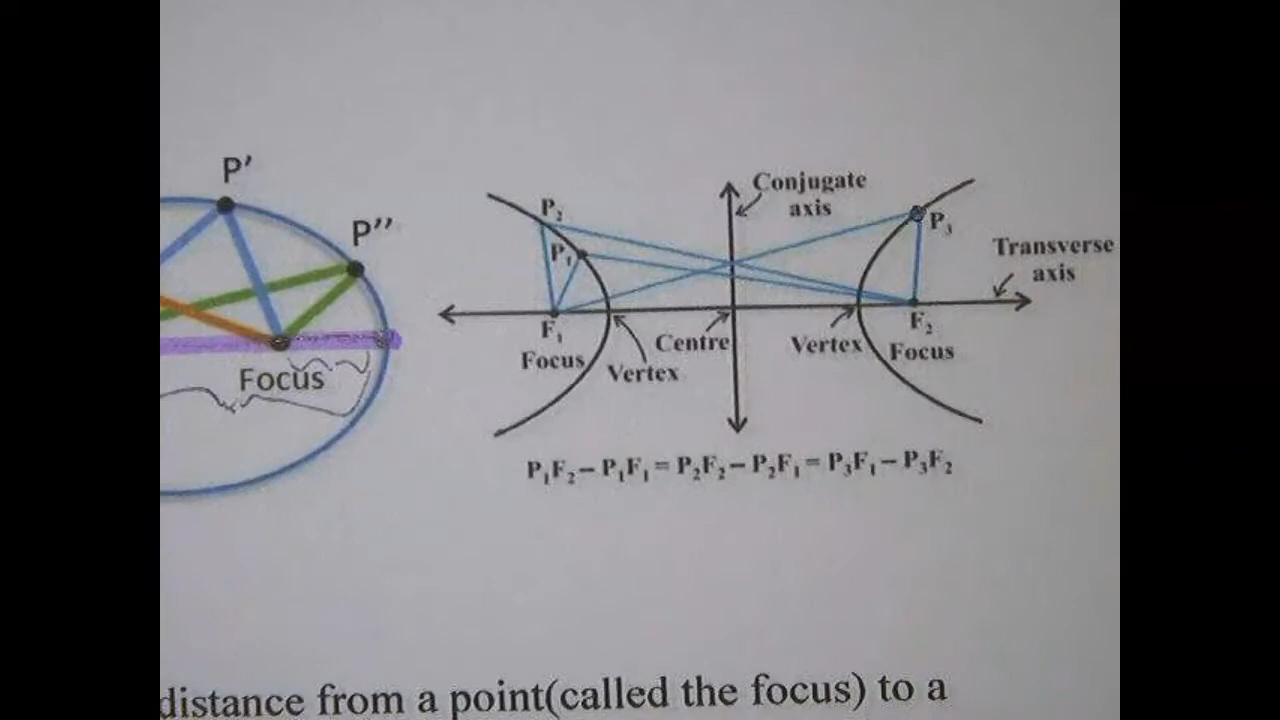 P'
P''
Focus
Conjugate
axis
P₂
P₁
P₃
Transverse
axis
F₁
Focus
Vertex
Centre
Vertex
F₂
Focus
P₁F₂ – P₁F₁ = P₂F₂ – P₂F₁ = P₃F₁ – P₃F₂
distance from a point(called the focus) to a